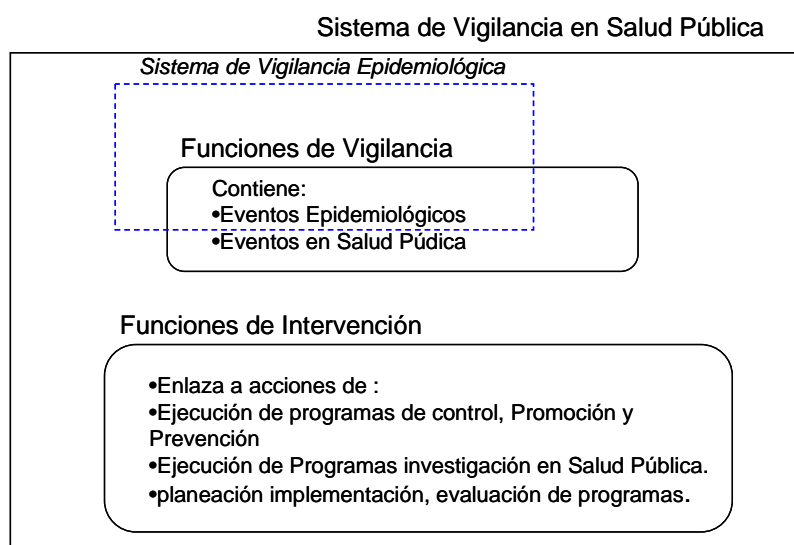 Sistema de Vigilancia en Salud Pública
Sistema de Vigilancia Epidemiológica
Funciones de Vigilancia
Contiene:
•Eventos Epidemiológicos
•Eventos en Salud Púdica
Funciones de Intervención
•Enlaza a acciones de :
•Ejecución de programas de control, Promoción y
Prevención
•Ejecución de Programas investigación en Salud Pública.
•planeación implementación, evaluación de programas.